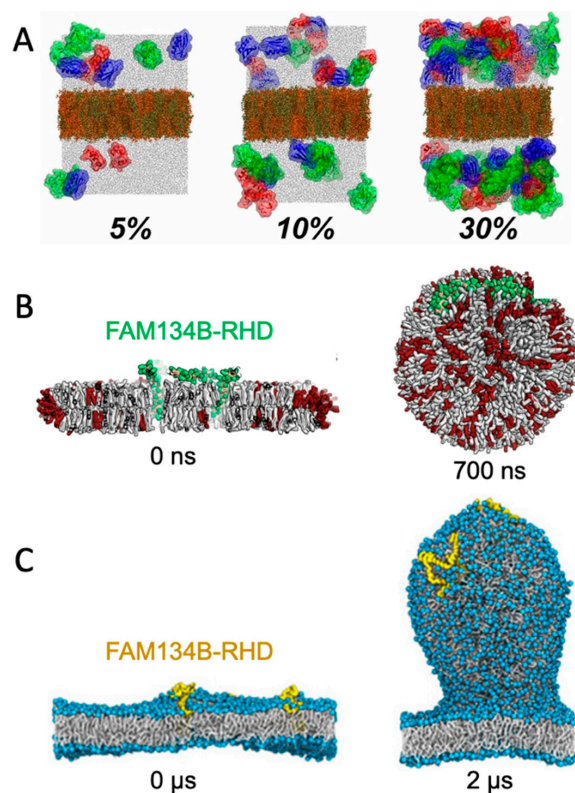 A
5% 10% 30%
B
FAM134B-RHD
0 ns 700 ns
C
FAM134B-RHD
0 µs 2 µs